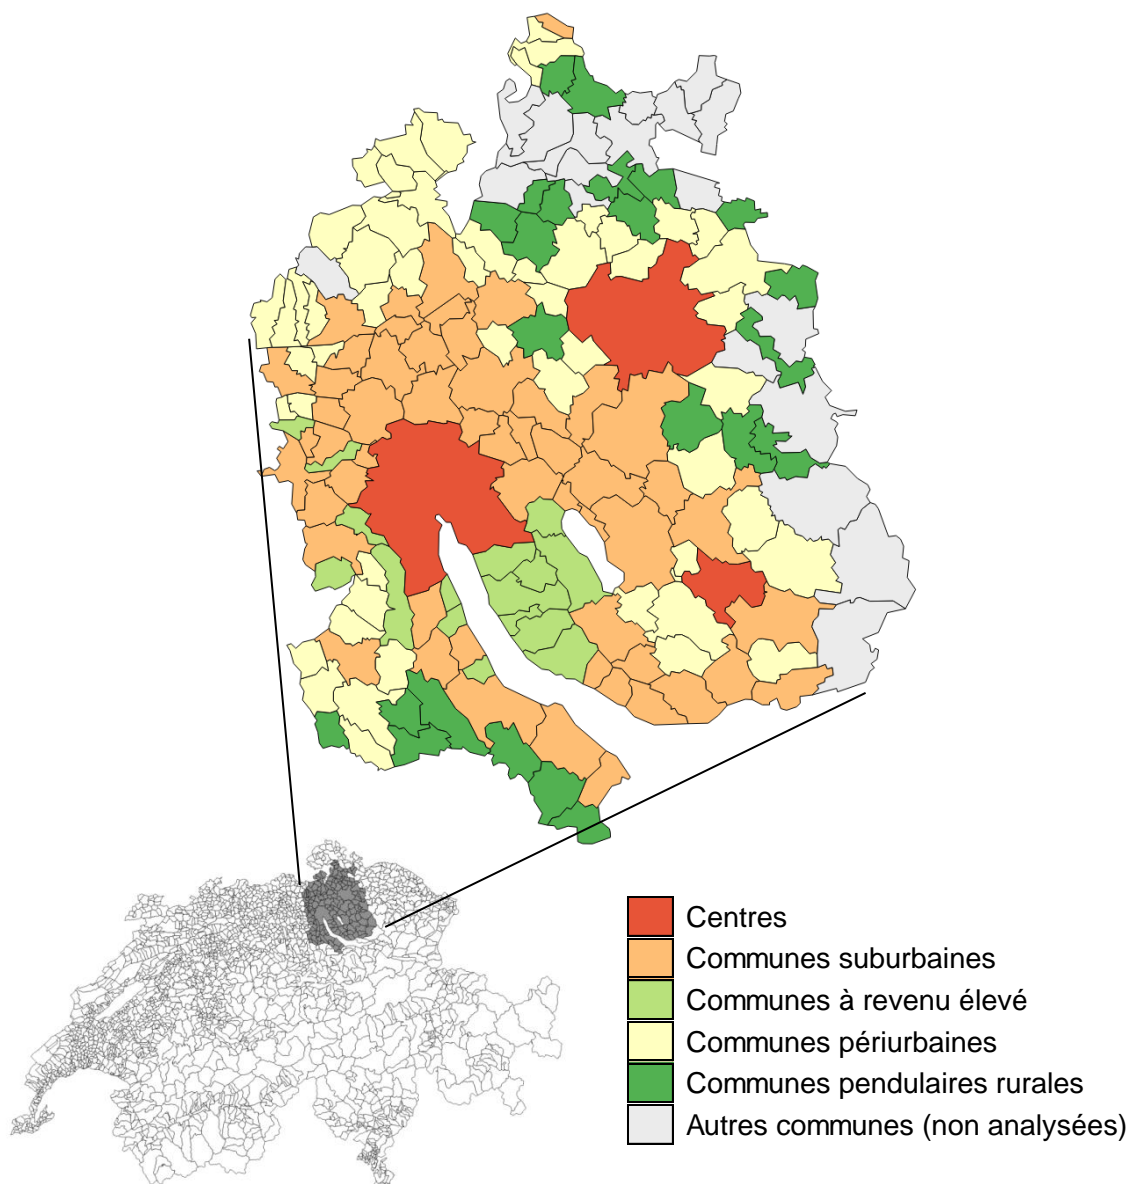 Centres
Communes suburbaines
Communes à revenu élevé
Communes périurbaines
Communes pendulaires rurales
Autres communes (non analysées)